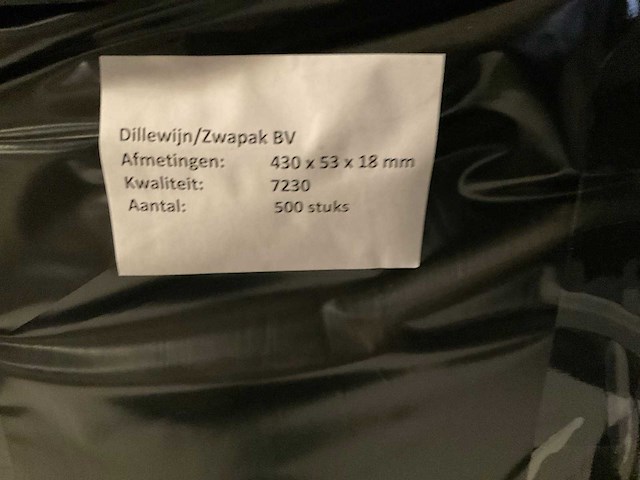 Dillewijn/Zwapak BV
Afmetingen: 430 x 53 x 18 mm
Kwaliteit: 7230
Aantal: 500 stuks